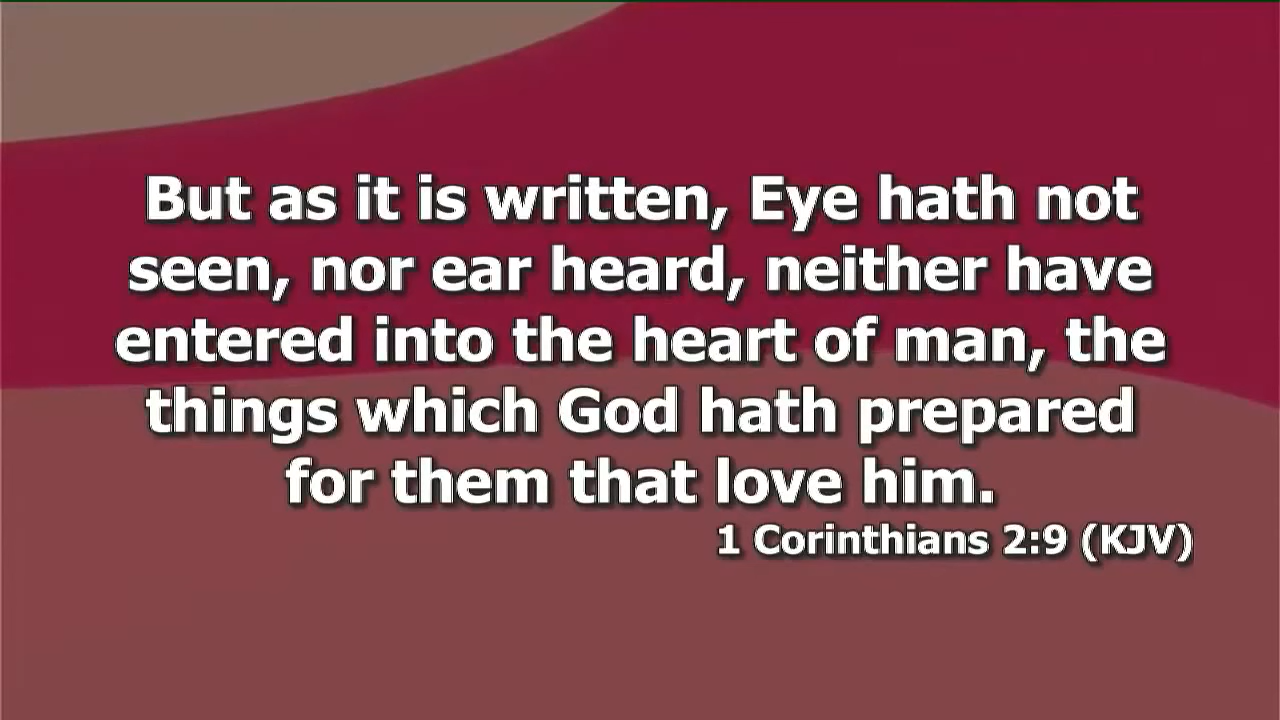 But as it is written, Eye hath not
seen, nor ear heard, neither have
entered into the heart of man, the
things which God hath prepared
for them that love him.
1 Corinthians 2:9 (KJV)